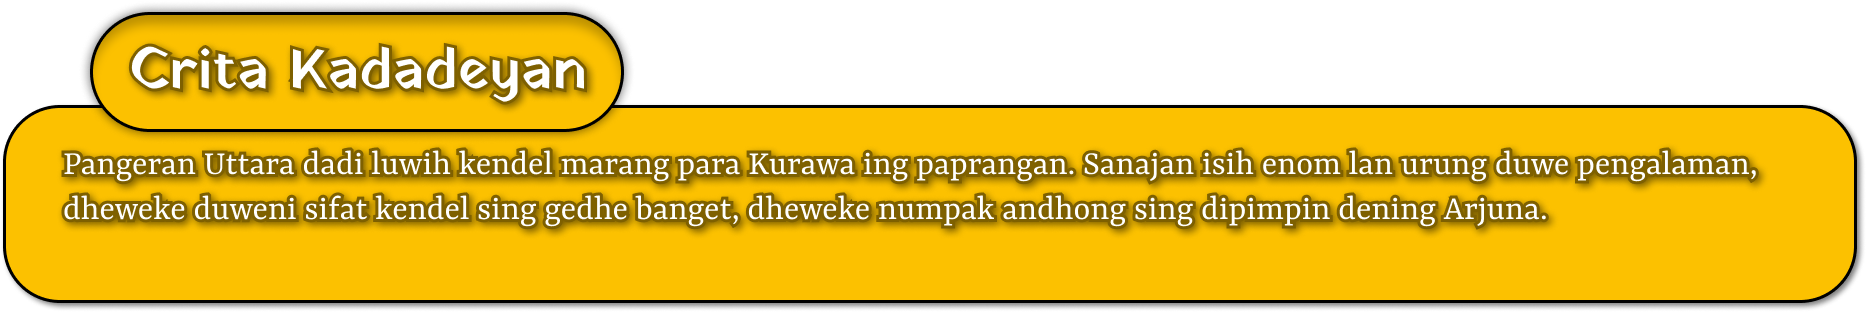 Crita Kadadeyan
Pangeran Uttara dadi luwih kendel marang para Kurawa ing paprangan. Sanajan isih enom lan urung duwe pengalaman,
dheweke duweni sifat kendel sing gedhe banget, dheweke numpak andhong sing dipimpin dening Arjuna.